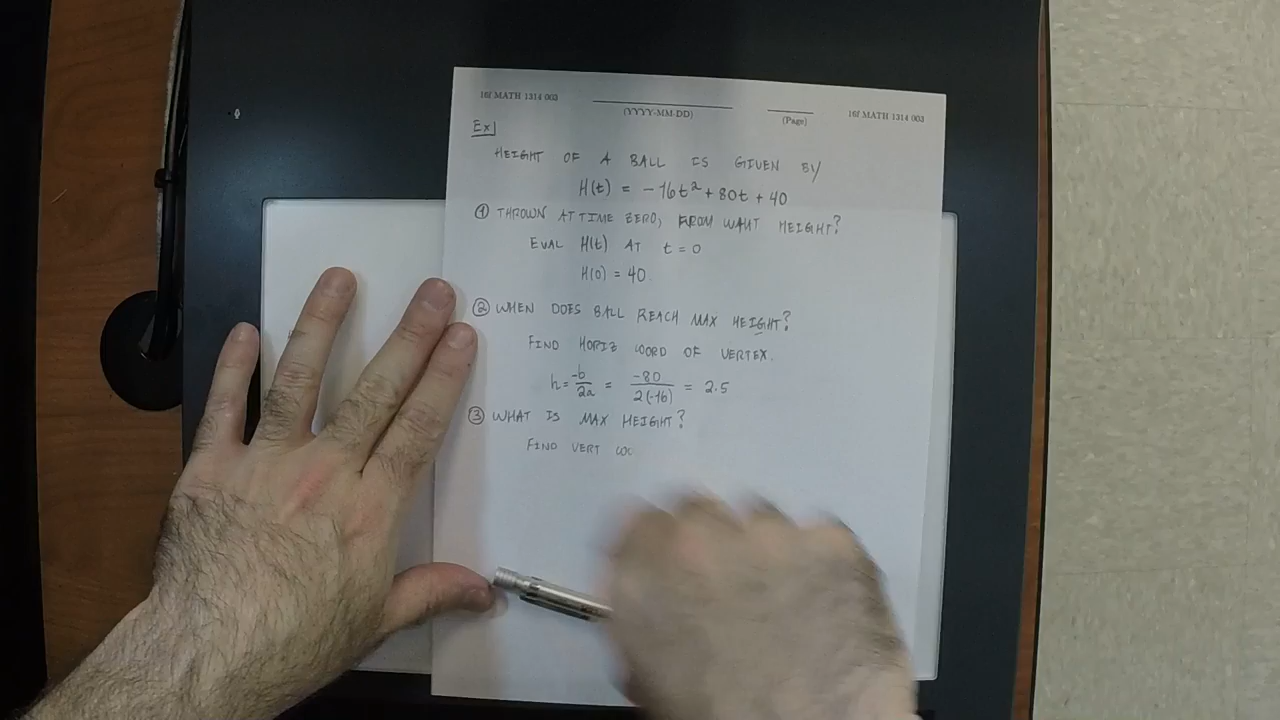 16f MATH 1314 003
(YYYY-MM-DD)
(Page)
16f MATH 1314 003
Ex1
HEIGHT OF A BALL IS GIVEN BY
H(t) = -16t² + 80t + 40
① THROWN AT TIME ZERO, FROM WHAT HEIGHT?
EVAL H(t) AT t = 0
H(0) = 40
② WHEN DOES BALL REACH MAX HEIGHT?
FIND HORIZ COORD OF VERTEX.
h = -b/2a = -80/2(-16) = 2.5
③ WHAT IS MAX HEIGHT?
FIND VERT COO